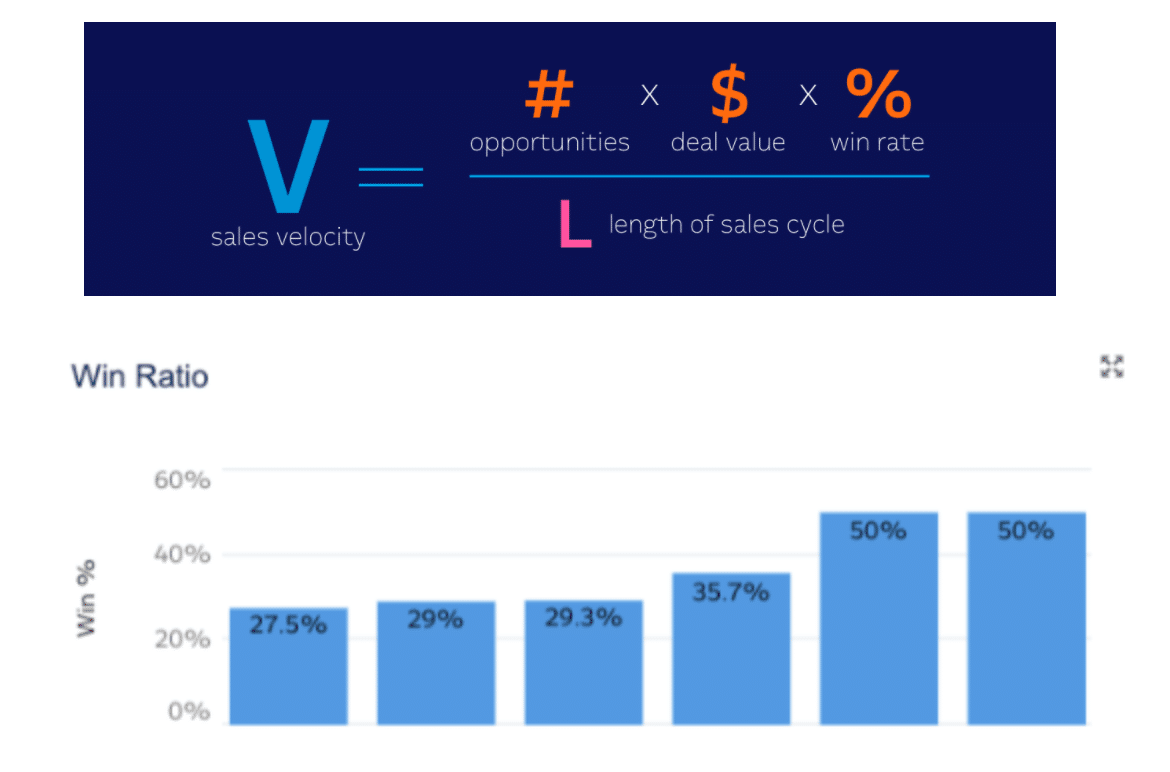 # x $ x %
opportunities deal value win rate
V =
L length of sales cycle
sales velocity
Win Ratio
60%
50% 50%
40%
35.7%
27.5% 29% 29.3%
Win %
20%
0%